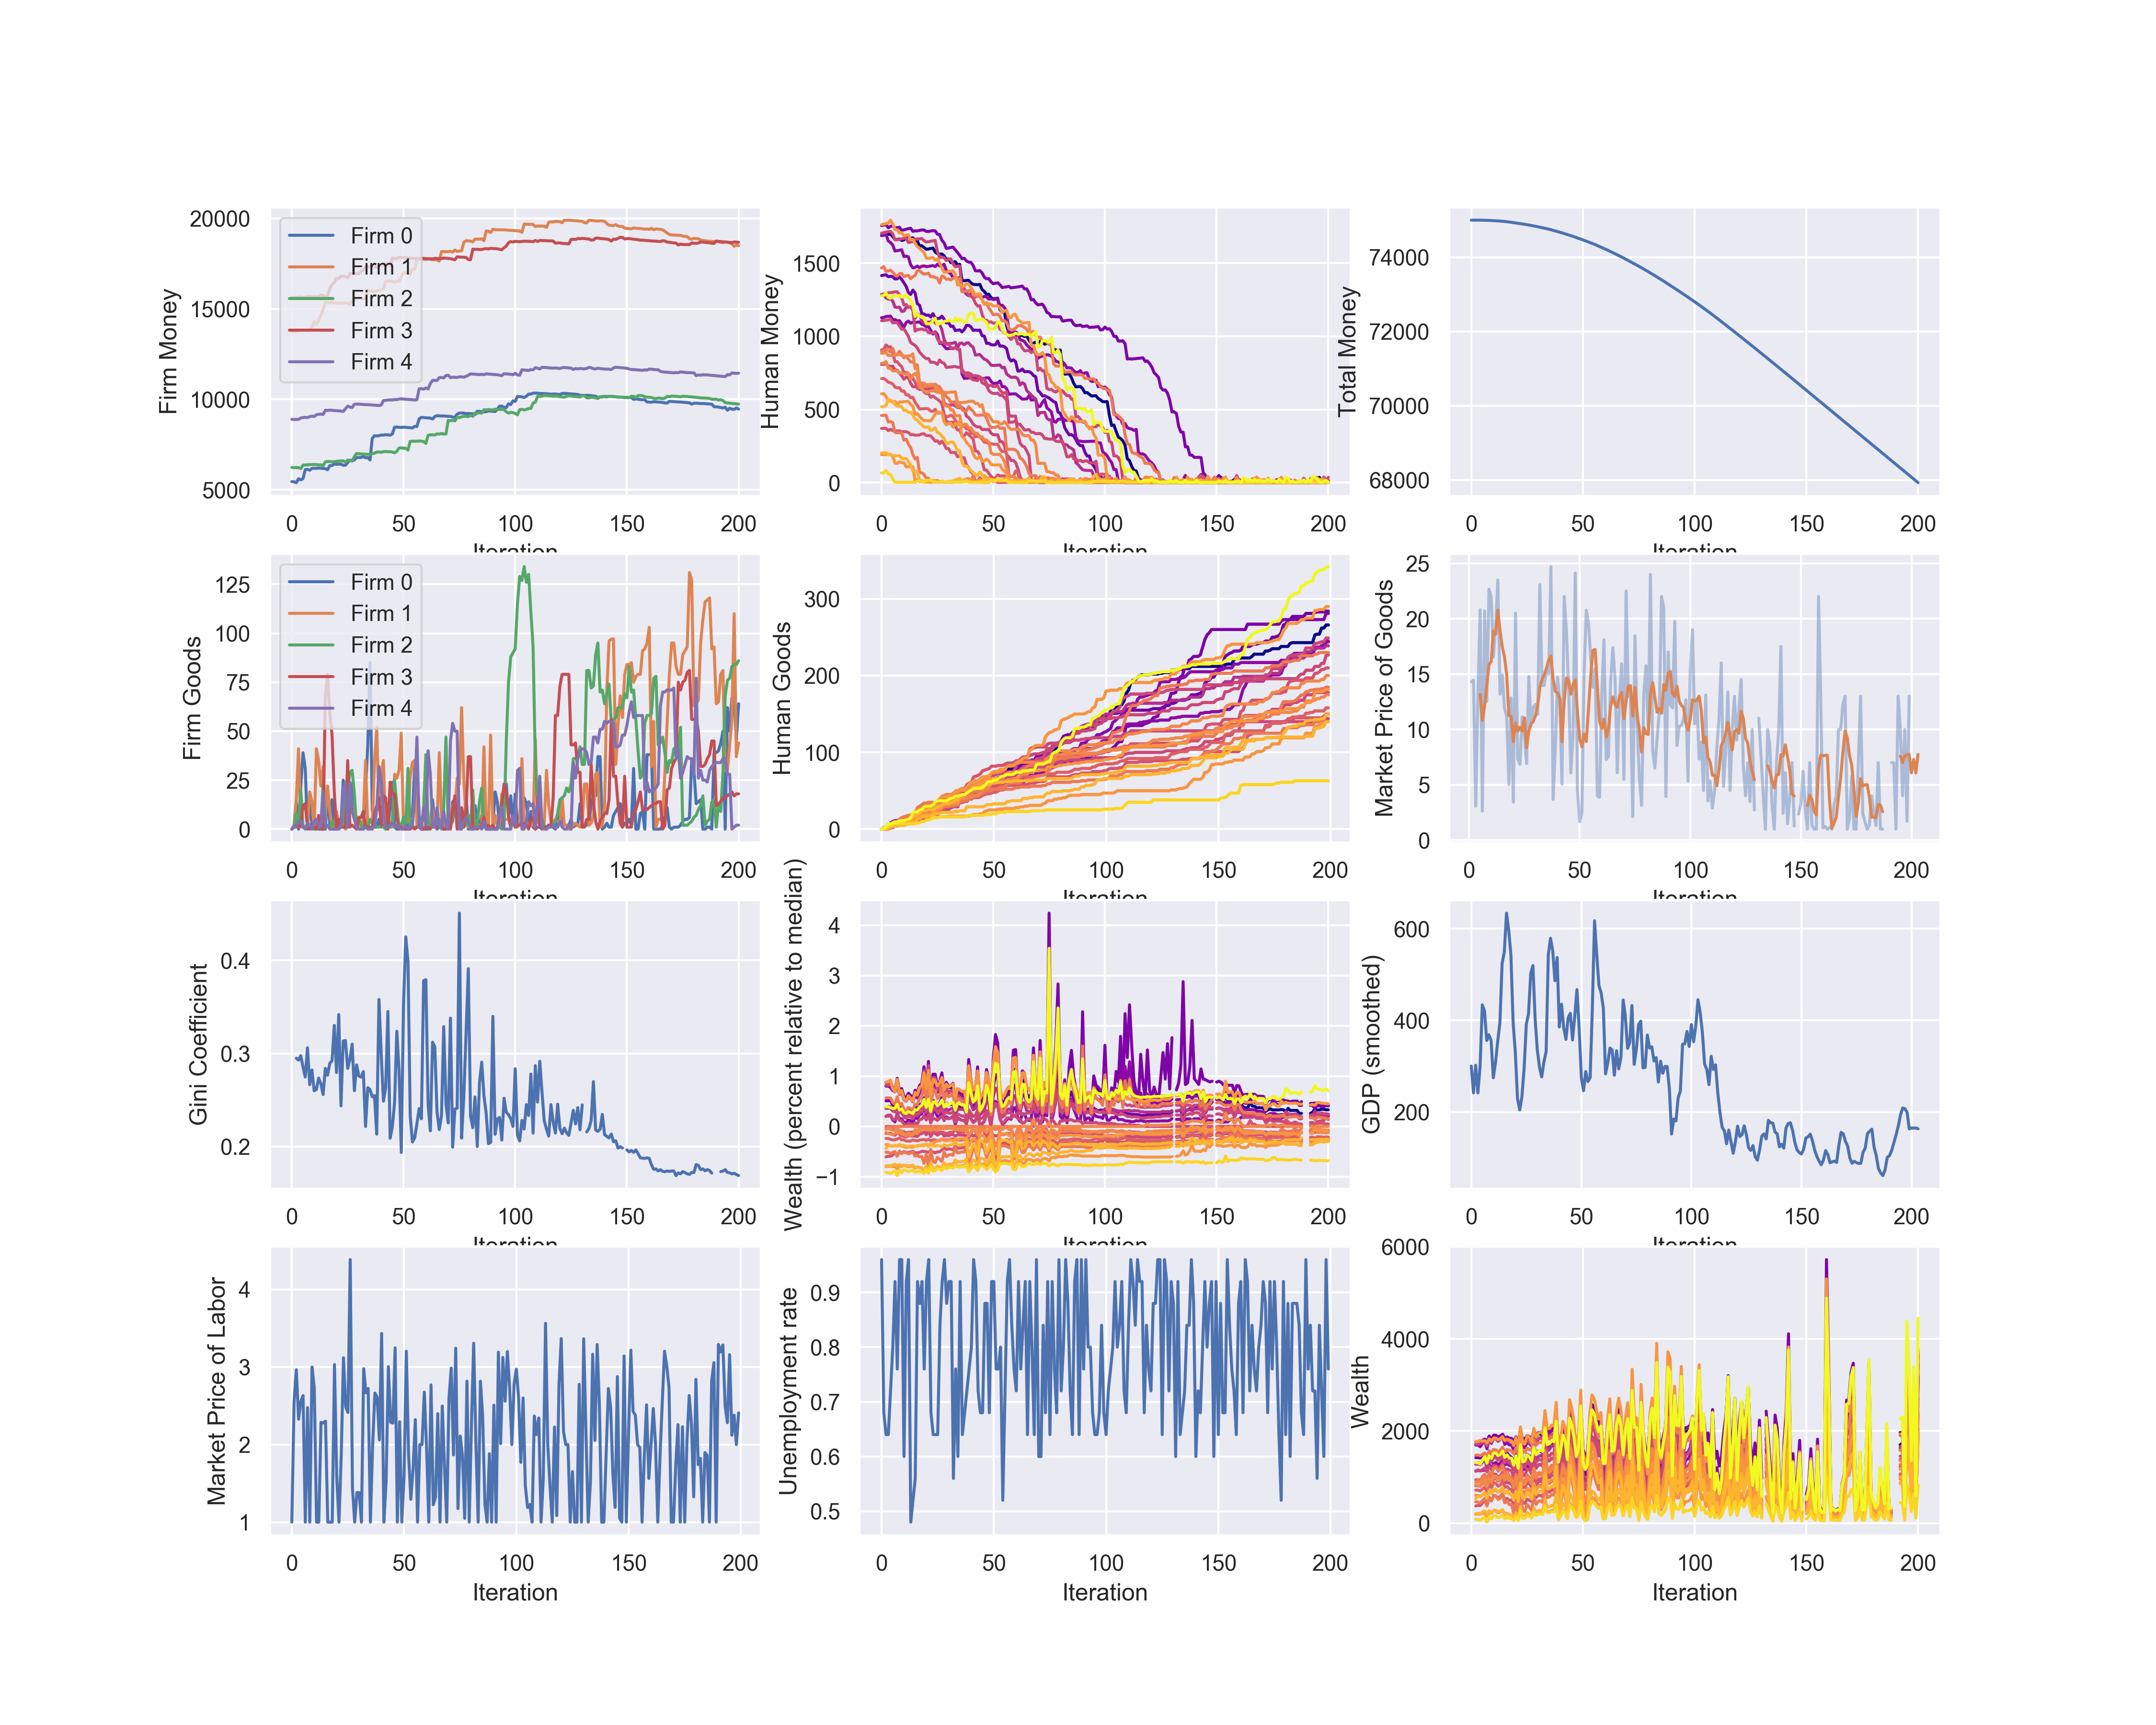 Firm Money
20000
15000
10000
5000
Firm 0
Firm 1
Firm 2
Firm 3
Firm 4
0 50 100 150 200
Iteration
Human Money
1500
1000
500
0
0 50 100 150 200
Iteration
Total Money
74000
72000
70000
68000
0 50 100 150 200
Iteration
Firm Goods
125
100
75
50
25
0
Firm 0
Firm 1
Firm 2
Firm 3
Firm 4
0 50 100 150 200
Iteration
Human Goods
300
200
100
0
0 50 100 150 200
Iteration
Market Price of Goods
25
20
15
10
5
0
0 50 100 150 200
Iteration
Gini Coefficient
0.4
0.3
0.2
0 50 100 150 200
Iteration
Wealth (percent relative to median)
4
3
2
1
0
−1
0 50 100 150 200
Iteration
GDP (smoothed)
600
400
200
0 50 100 150 200
Iteration
Market Price of Labor
4
3
2
1
0 50 100 150 200
Iteration
Unemployment rate
0.9
0.8
0.7
0.6
0.5
0 50 100 150 200
Iteration
Wealth
6000
4000
2000
0
0 50 100 150 200
Iteration